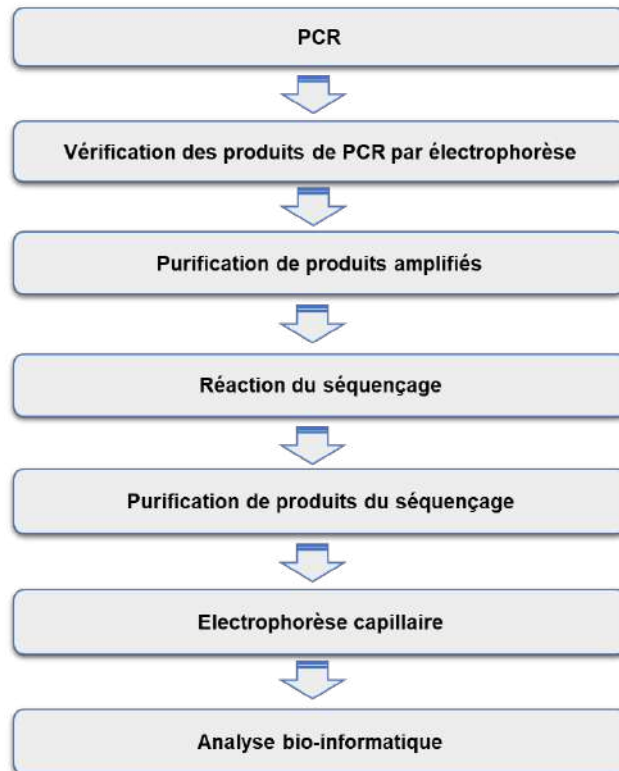 PCR
Vérification des produits de PCR par électrophorèse
Purification de produits amplifiés
Réaction du séquençage
Purification de produits du séquençage
Electrophorèse capillaire
Analyse bio-informatique